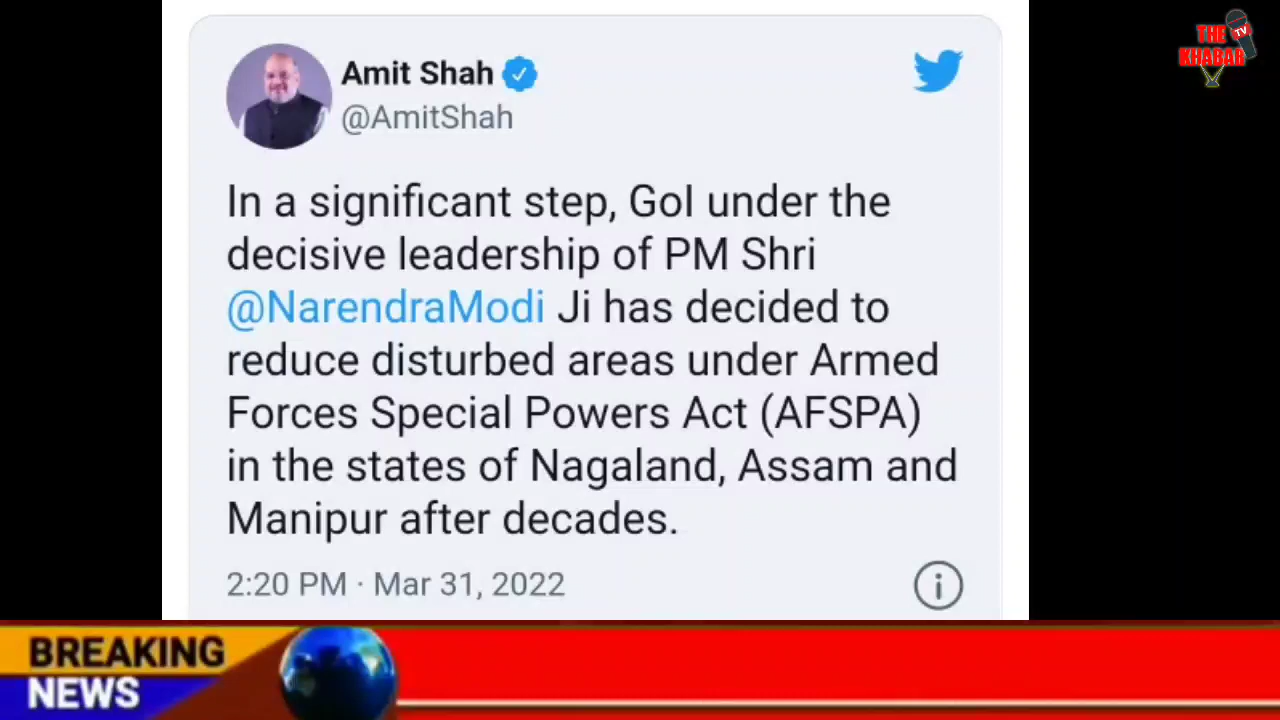 THE TV
KHABAR
Amit Shah
@AmitShah
In a significant step, GoI under the
decisive leadership of PM Shri
@NarendraModi Ji has decided to
reduce disturbed areas under Armed
Forces Special Powers Act (AFSPA)
in the states of Nagaland, Assam and
Manipur after decades.
2:20 PM · Mar 31, 2022
BREAKING
NEWS